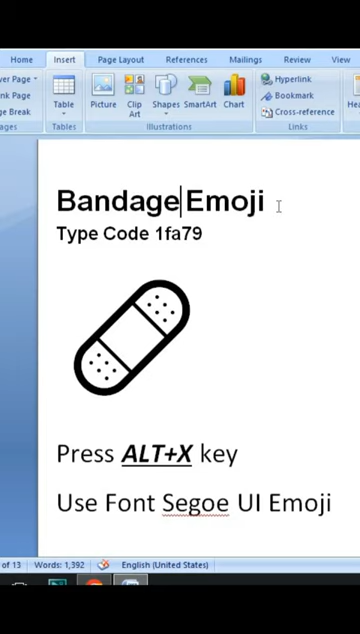 Home Insert Page Layout References Mailings Review View
ver Page
nk Page
ge Break
Table
Picture
Clip Art
Shapes
SmartArt
Chart
Hyperlink
Bookmark
Cross-reference
Hea
ages Tables Illustrations Links
Bandage Emoji
Type Code 1fa79
Press ALT+X key
Use Font Segoe UI Emoji
of 13 Words: 1,392 English (United States)